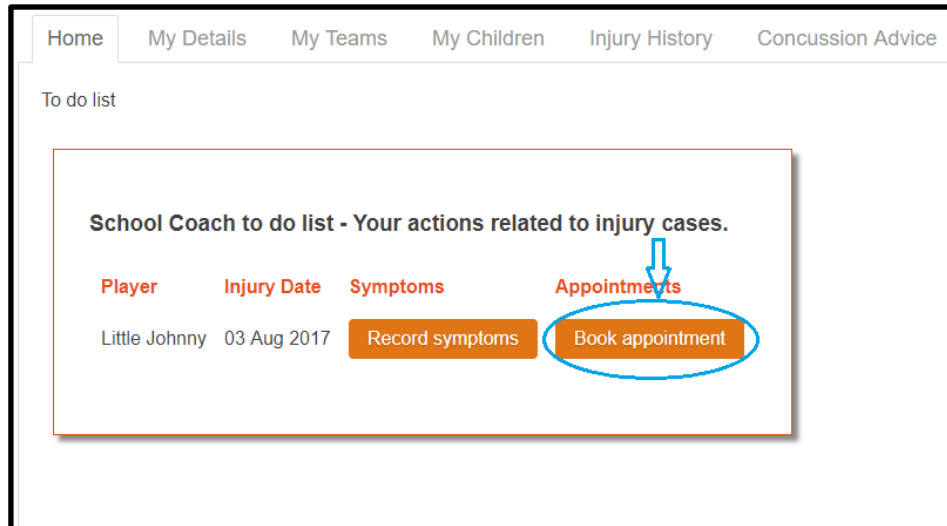 Home My Details My Teams My Children Injury History Concussion Advice
To do list
School Coach to do list - Your actions related to injury cases.
Player Injury Date Symptoms Appointments
Little Johnny 03 Aug 2017 Record symptoms Book appointment